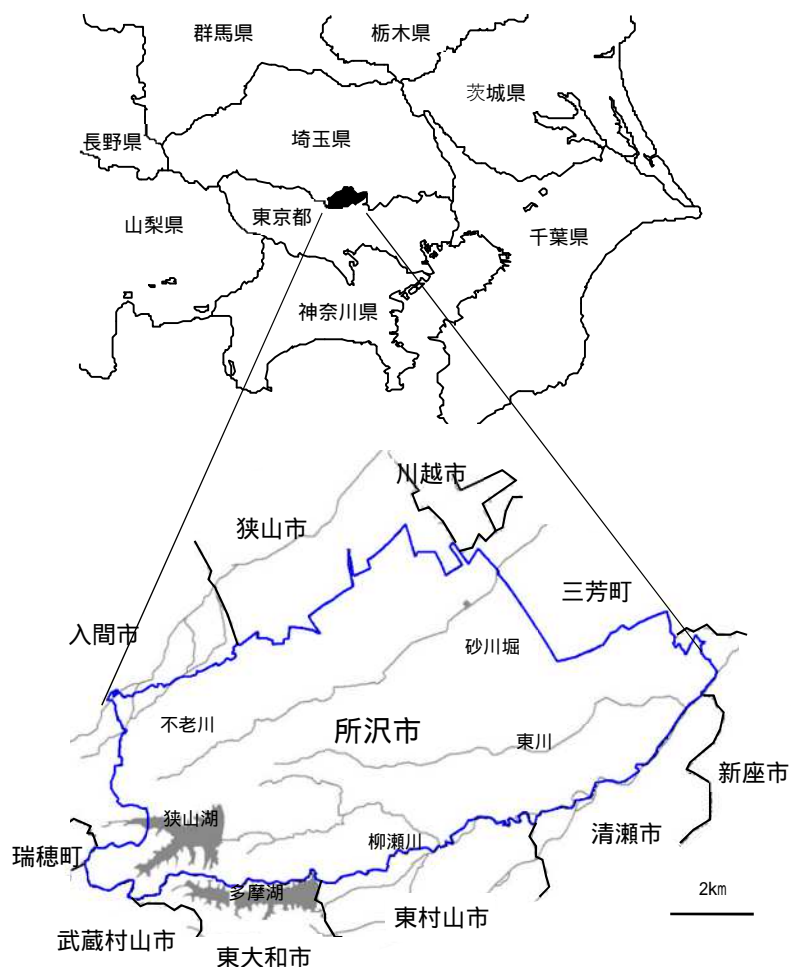 群馬県
栃木県
茨城県
長野県
埼玉県
東京都
山梨県
千葉県
神奈川県
川越市
狭山市
三芳町
入間市
砂川堀
不老川
所沢市
東川
新座市
狭山湖
清瀬市
柳瀬川
瑞穂町
多摩湖
2km
東村山市
武蔵村山市
東大和市